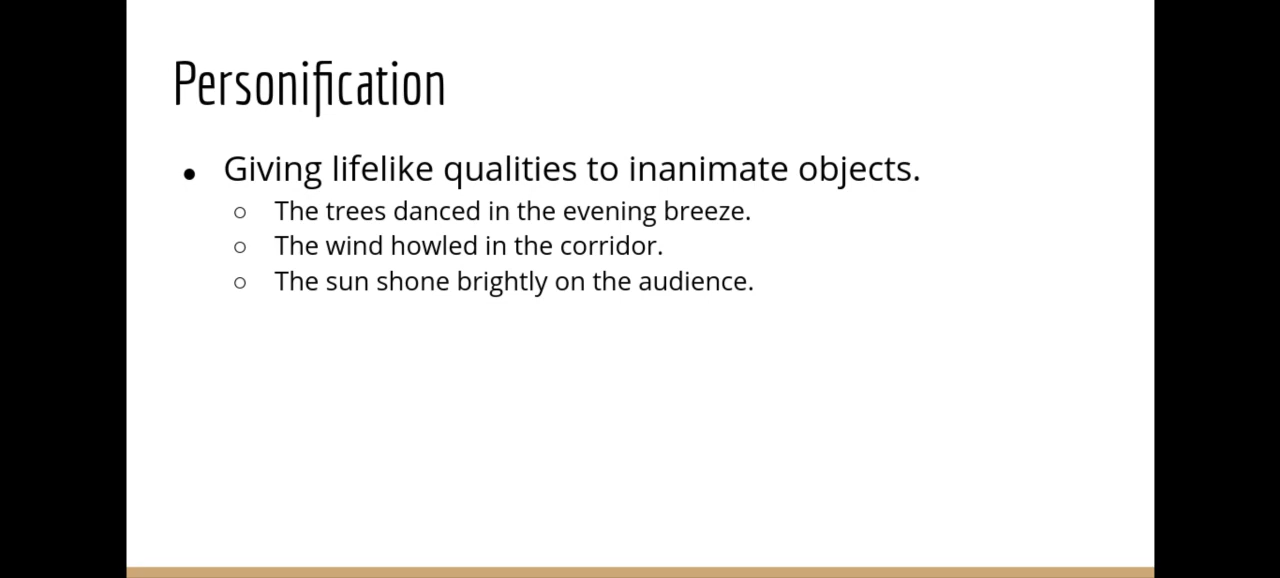 Personification
● Giving lifelike qualities to inanimate objects.
○ The trees danced in the evening breeze.
○ The wind howled in the corridor.
○ The sun shone brightly on the audience.